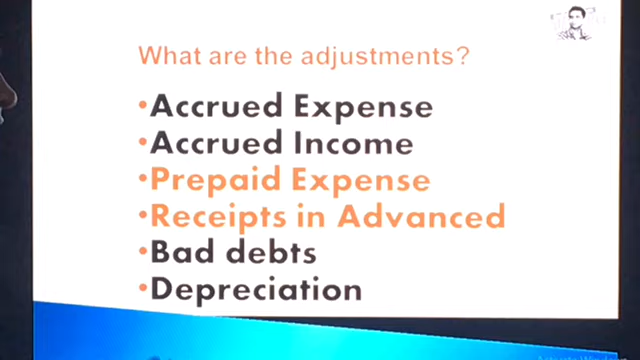 What are the adjustments?
•Accrued Expense
•Accrued Income
•Prepaid Expense
•Receipts in Advanced
•Bad debts
•Depreciation